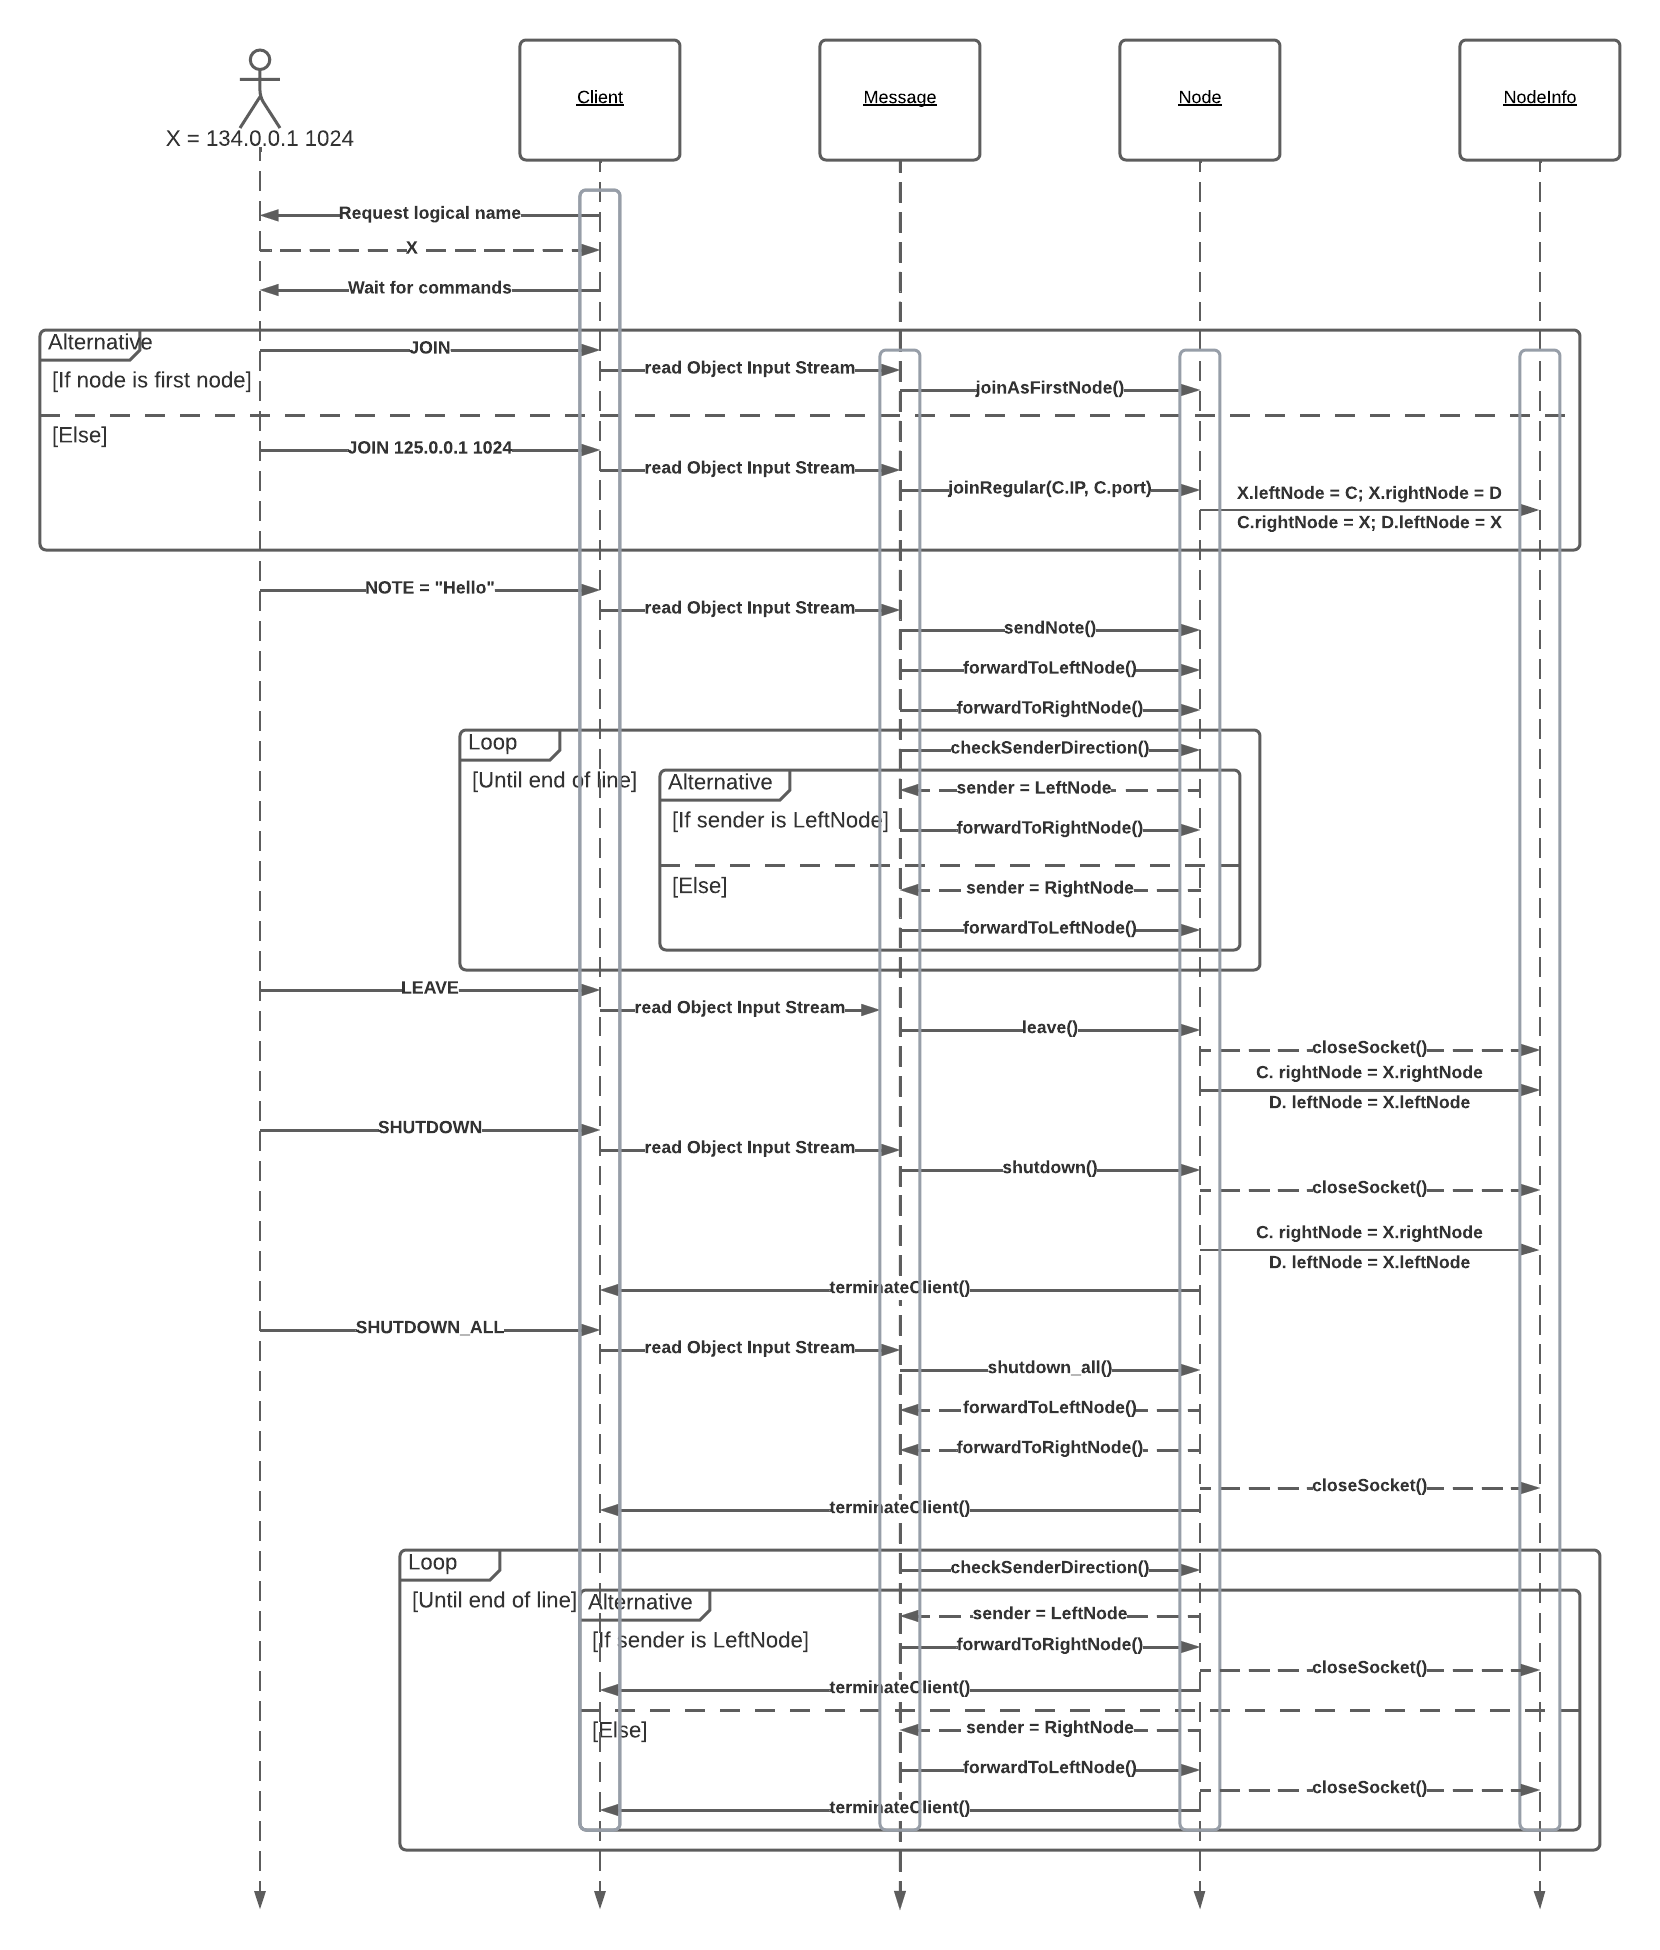 Client
Message
Node
NodeInfo
X = 134.0.0.1 1024
Request logical name
X
Wait for commands
Alternative
JOIN
read Object Input Stream
[If node is first node]
joinAsFirstNode()
[Else]
JOIN 125.0.0.1 1024
read Object Input Stream
joinRegular(C.IP, C.port)
X.leftNode = C; X.rightNode = D
C.rightNode = X; D.leftNode = X
NOTE = "Hello"
read Object Input Stream
sendNote()
forwardToLeftNode()
forwardToRightNode()
Loop
checkSenderDirection()
[Until end of line]
Alternative
sender = LeftNode
[If sender is LeftNode]
forwardToRightNode()
[Else]
sender = RightNode
forwardToLeftNode()
LEAVE
read Object Input Stream
leave()
closeSocket()
C. rightNode = X.rightNode
D. leftNode = X.leftNode
SHUTDOWN
read Object Input Stream
shutdown()
closeSocket()
C. rightNode = X.rightNode
D. leftNode = X.leftNode
terminateClient()
SHUTDOWN_ALL
read Object Input Stream
shutdown_all()
forwardToLeftNode()
forwardToRightNode()
closeSocket()
terminateClient()
Loop
checkSenderDirection()
[Until end of line]
Alternative
sender = LeftNode
[If sender is LeftNode]
forwardToRightNode()
closeSocket()
terminateClient()
[Else]
sender = RightNode
forwardToLeftNode()
closeSocket()
terminateClient()